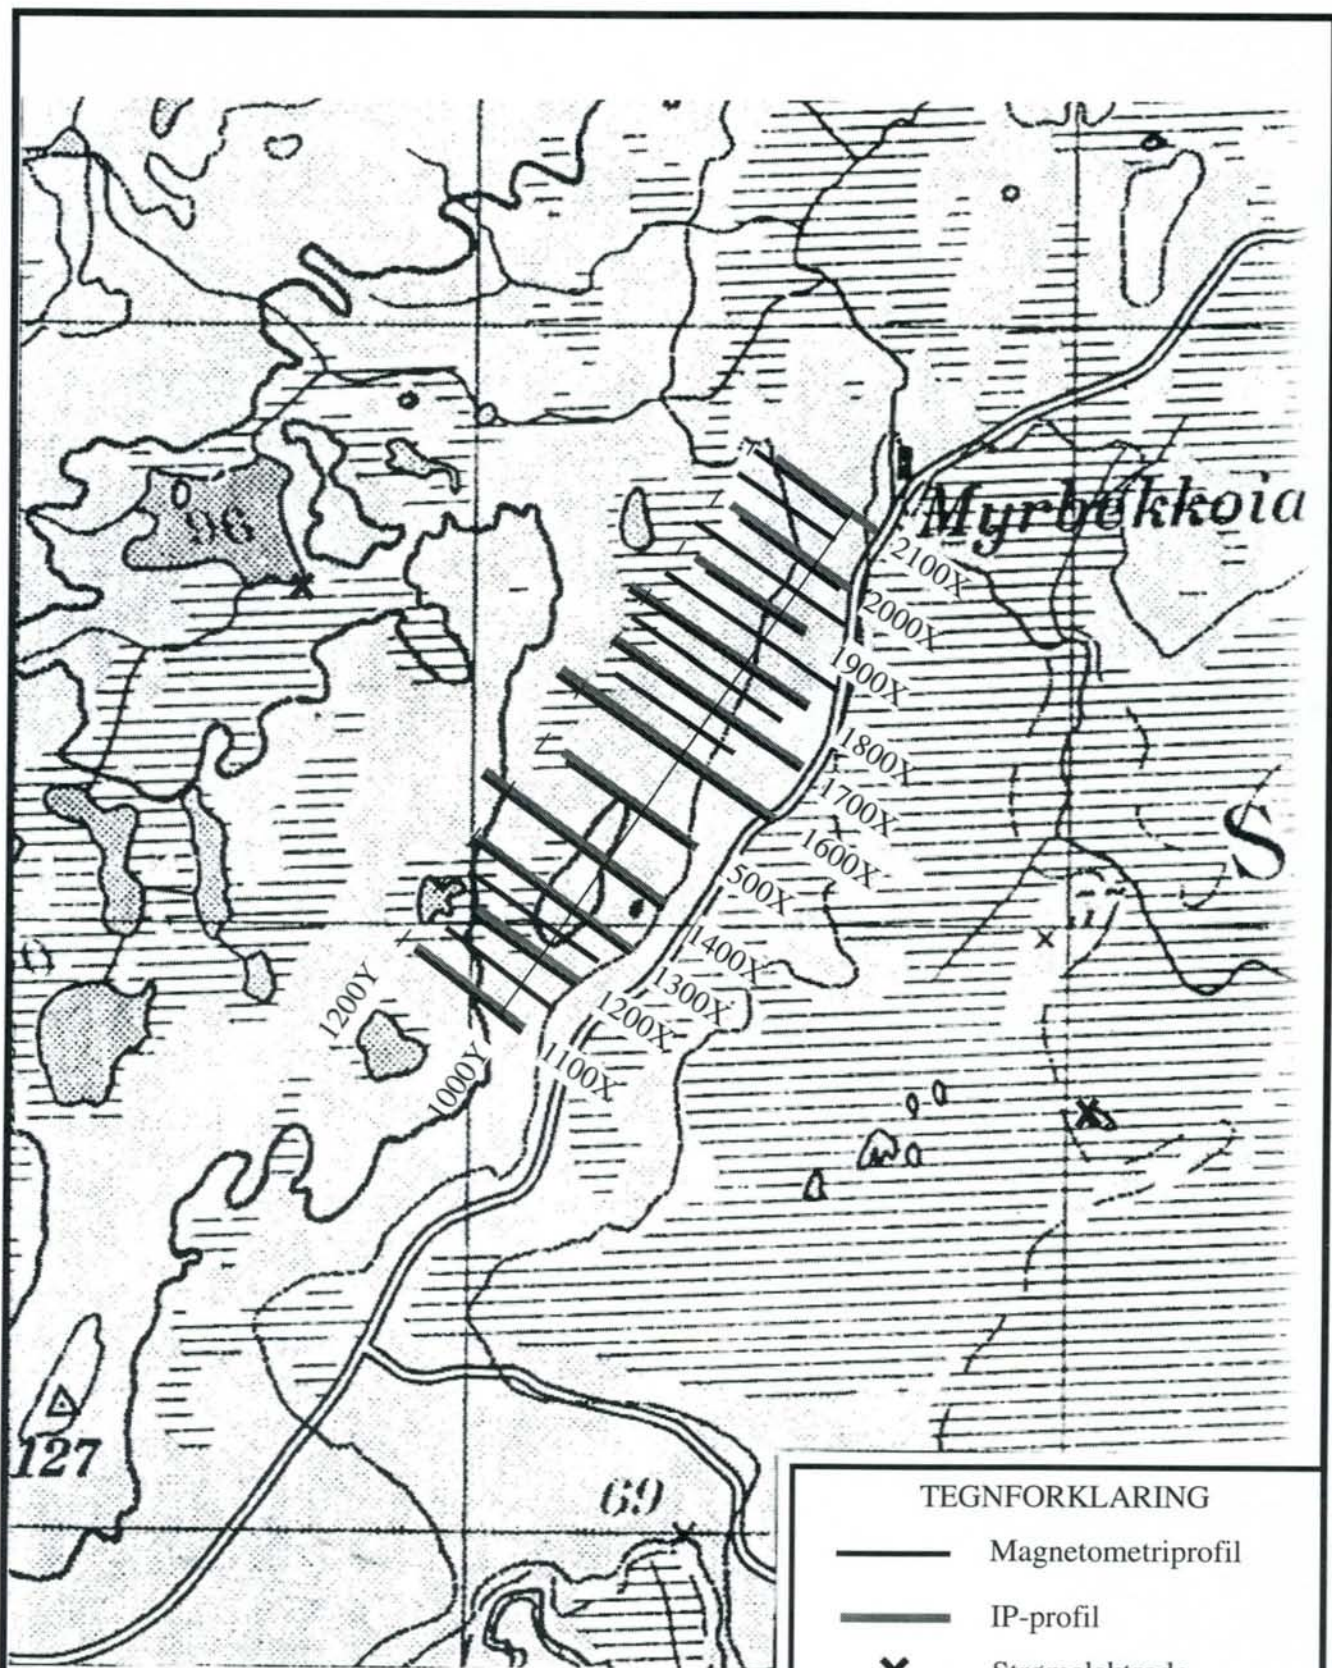 96
Myrbekkoia
2100X
2000X
1900X
1800X
1700X
1600X
500X
1400X
1300X
1200X
1100X
1200Y
1000Y
S
127
69
TEGNFORKLARING
Magnetometriprofil
IP-profil